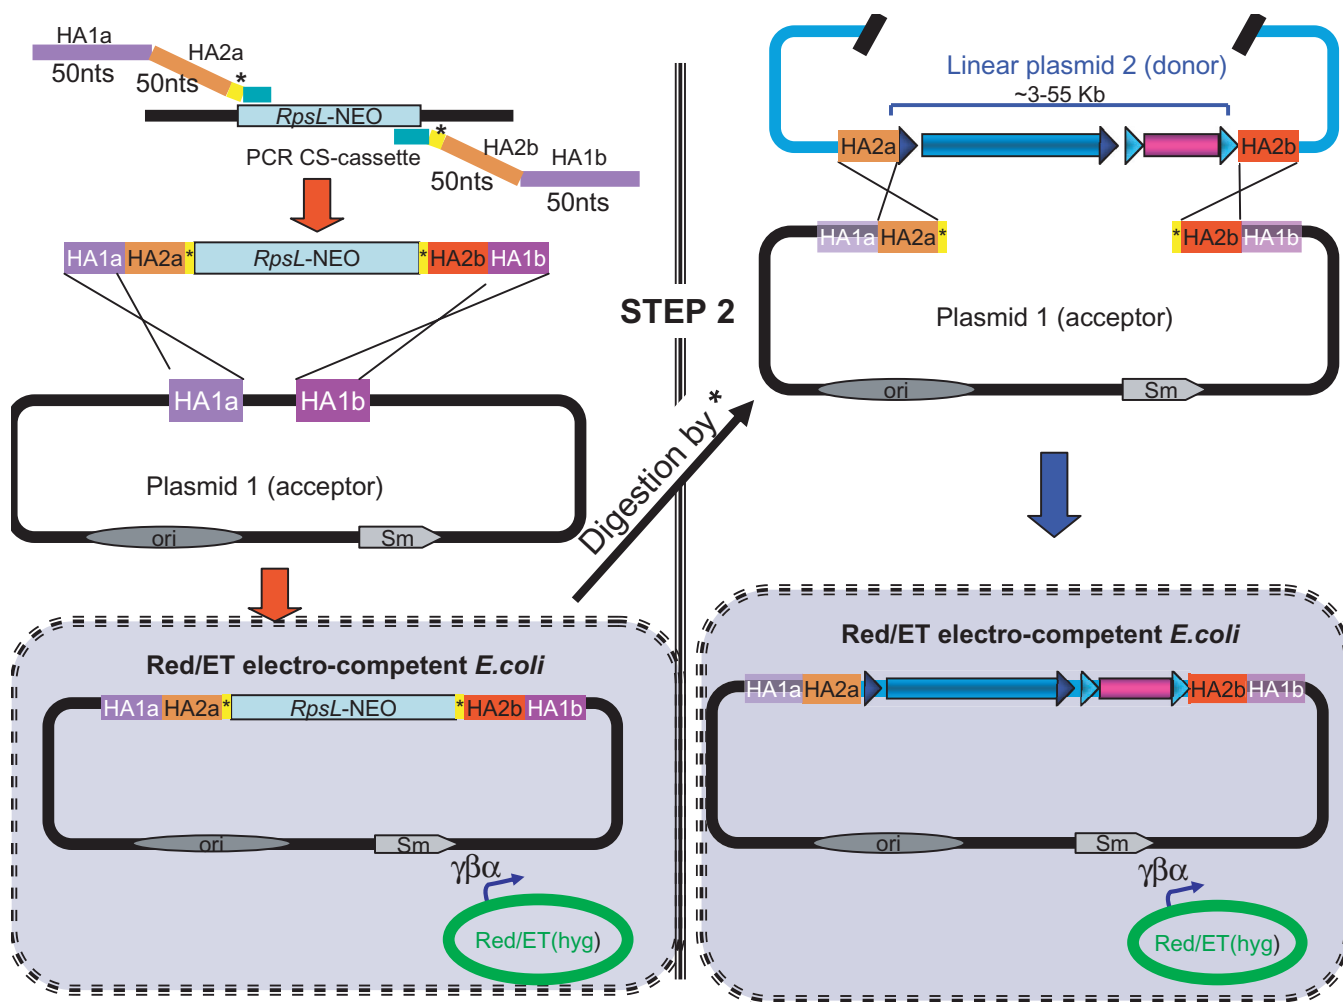 HA1a
HA2a
50nts
50nts
*
RpsL-NEO
*
PCR CS-cassette
HA2b
HA1b
50nts
50nts
HA1a HA2a * RpsL-NEO * HA2b HA1b
HA1a HA1b
Plasmid 1 (acceptor)
ori Sm
Red/ET electro-competent E.coli
HA1a HA2a * RpsL-NEO * HA2b HA1b
ori Sm
γβα
Red/ET(hyg)
STEP 2
Digestion by *
Linear plasmid 2 (donor)
~3-55 Kb
HA2a HA2b
HA1a HA2a * * HA2b HA1b
Plasmid 1 (acceptor)
ori Sm
Red/ET electro-competent E.coli
HA1a HA2a HA2b HA1b
ori Sm
γβα
Red/ET(hyg)